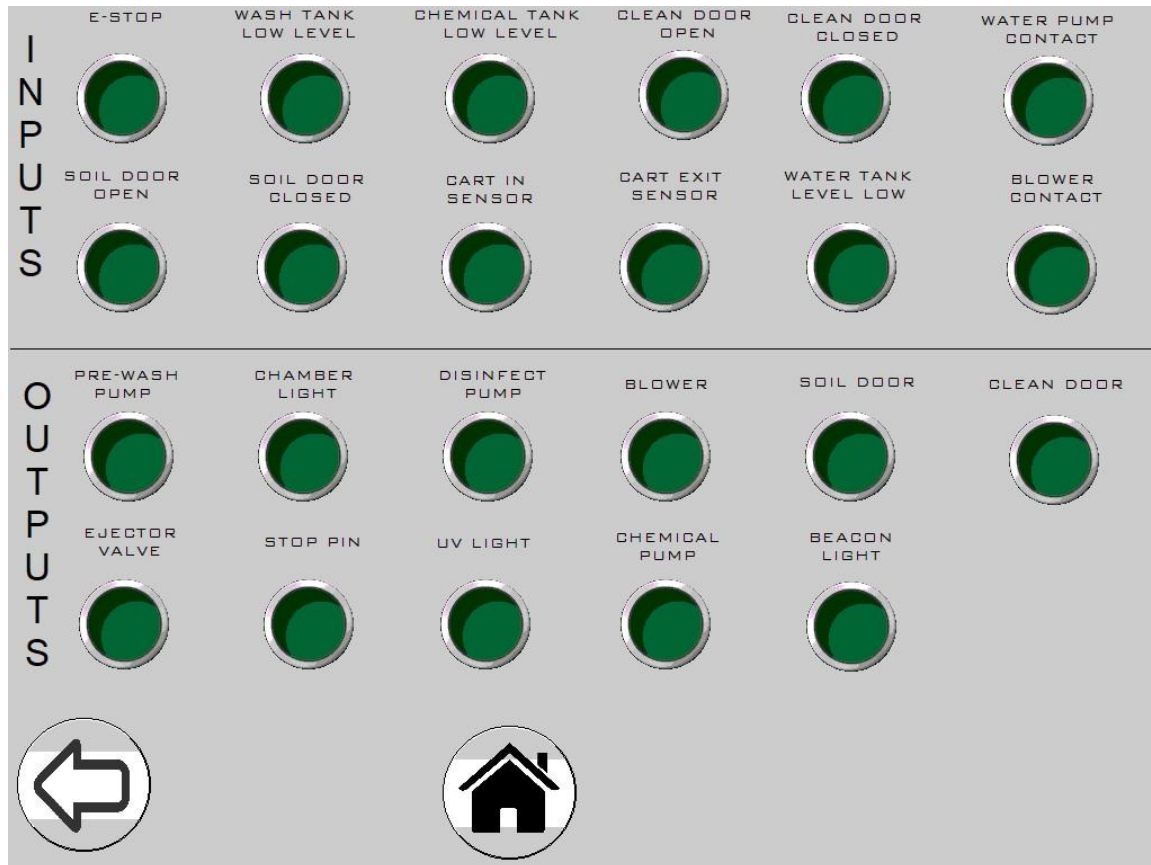 INPUTS
E-STOP
WASH TANK
LOW LEVEL
CHEMICAL TANK
LOW LEVEL
CLEAN DOOR
OPEN
CLEAN DOOR
CLOSED
WATER PUMP
CONTACT
SOIL DOOR
OPEN
SOIL DOOR
CLOSED
CART IN
SENSOR
CART EXIT
SENSOR
WATER TANK
LEVEL LOW
BLOWER
CONTACT
OUTPUTS
PRE-WASH
PUMP
CHAMBER
LIGHT
DISINFECT
PUMP
BLOWER
SOIL DOOR
CLEAN DOOR
EJECTOR
VALVE
STOP PIN
UV LIGHT
CHEMICAL
PUMP
BEACON
LIGHT